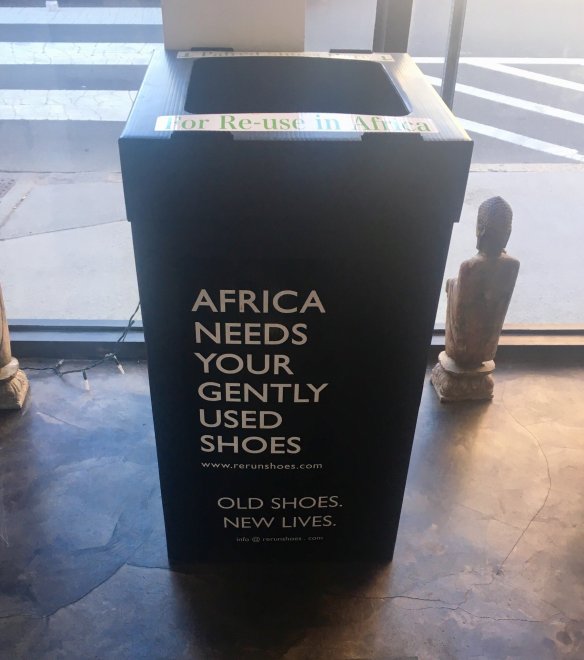 For Re-use in Africa
AFRICA
NEEDS
YOUR
GENTLY
USED
SHOES
www.rerunshoes.com
OLD SHOES.
NEW LIVES.
info @ rerunshoes . com